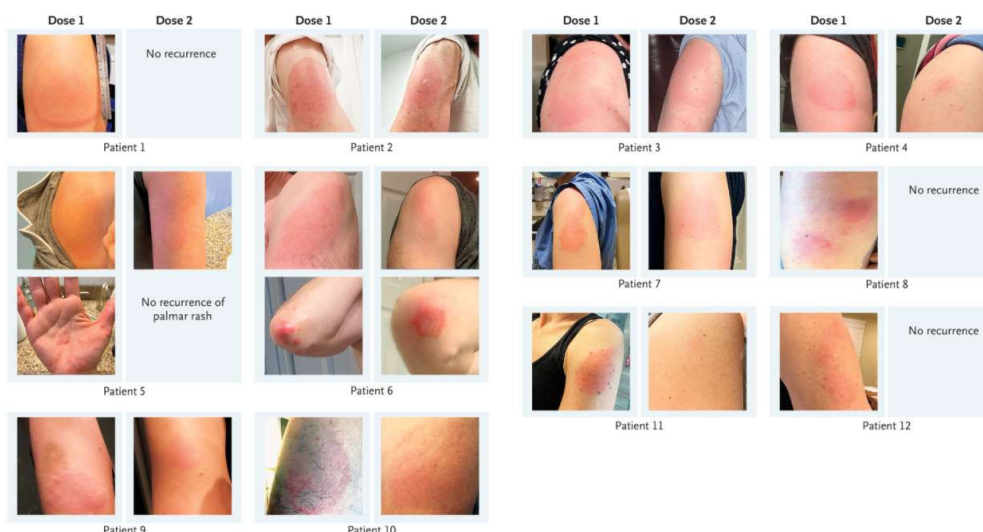 Dose 1 Dose 2 Dose 1 Dose 2 Dose 1 Dose 2 Dose 1 Dose 2
No recurrence
Patient 1 Patient 2 Patient 3 Patient 4
No recurrence
Patient 7 Patient 8
No recurrence of
palmar rash
Patient 5 Patient 6
No recurrence
Patient 11 Patient 12
Patient 9 Patient 10